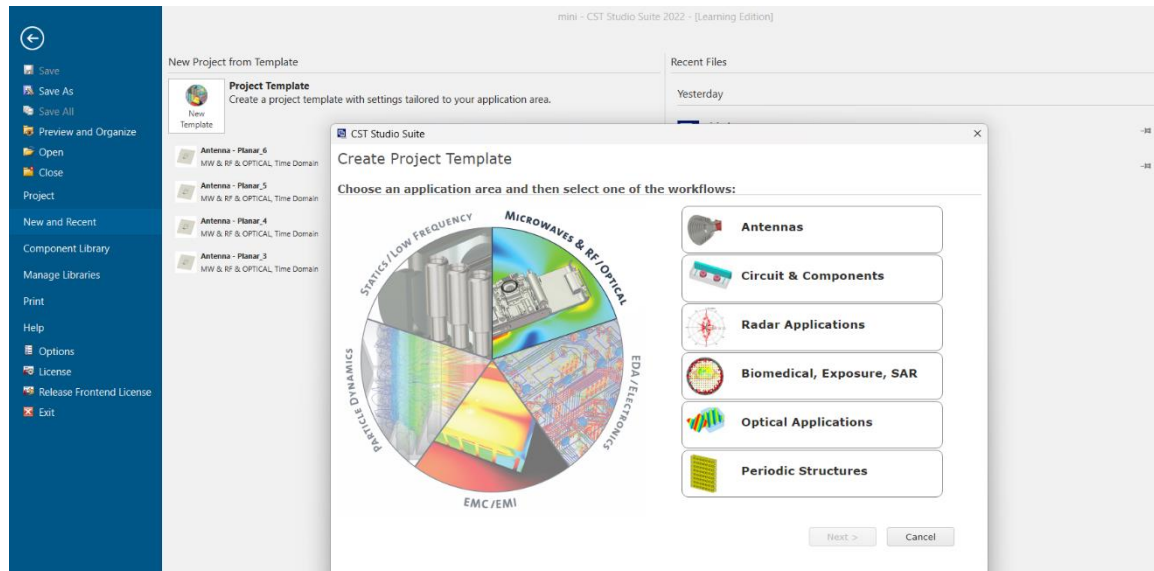 mini - CST Studio Suite 2022 - [Learning Edition]
Save
Save As
Save All
Preview and Organize
Open
Close
Project
New and Recent
Component Library
Manage Libraries
Print
Help
Options
License
Release Frontend License
Exit
New Project from Template
New
Template
Project Template
Create a project template with settings tailored to your application area.
Antenna - Planar_6
MW & RF & OPTICAL, Time Domain
Antenna - Planar_5
MW & RF & OPTICAL, Time Domain
Antenna - Planar_4
MW & RF & OPTICAL, Time Domain
Antenna - Planar_3
MW & RF & OPTICAL, Time Domain
Recent Files
Yesterday
CST Studio Suite
Create Project Template
Choose an application area and then select one of the workflows:
STATICS/LOW FREQUENCY
MICROWAVES & RF/OPTICAL
EDA/ELECTRONICS
EMC/EMI
PARTICLE DYNAMICS
Antennas
Circuit & Components
Radar Applications
Biomedical, Exposure, SAR
Optical Applications
Periodic Structures
Next >
Cancel